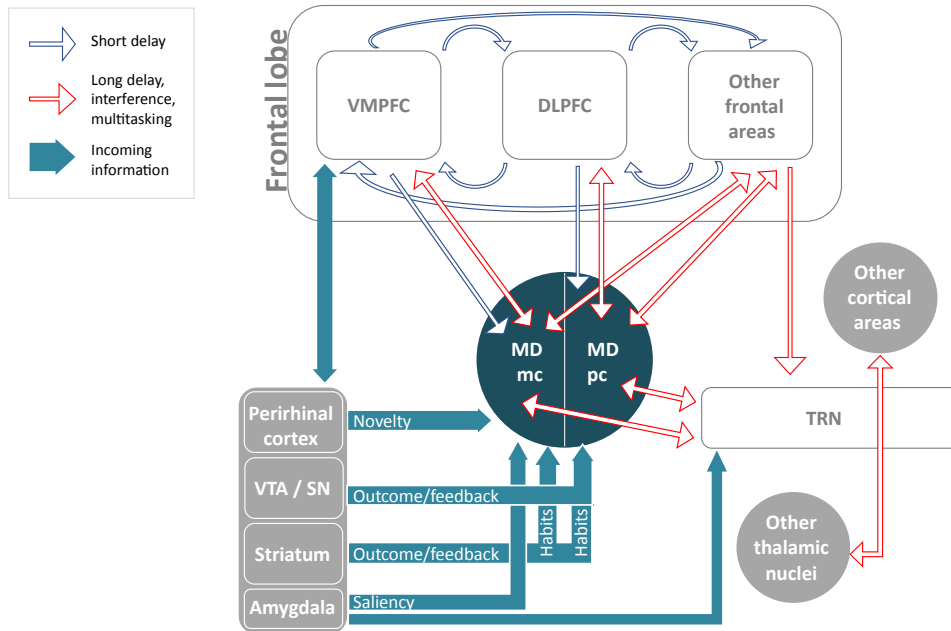 Short delay
Long delay,
interference,
multitasking
Incoming
information
Frontal lobe
VMPFC
DLPFC
Other
frontal
areas
Other
cortical
areas
MD
mc
MD
pc
TRN
Perirhinal
cortex
Novelty
VTA / SN
Outcome/feedback
Striatum
Outcome/feedback
Habits
Habits
Amygdala
Saliency
Other
thalamic
nuclei